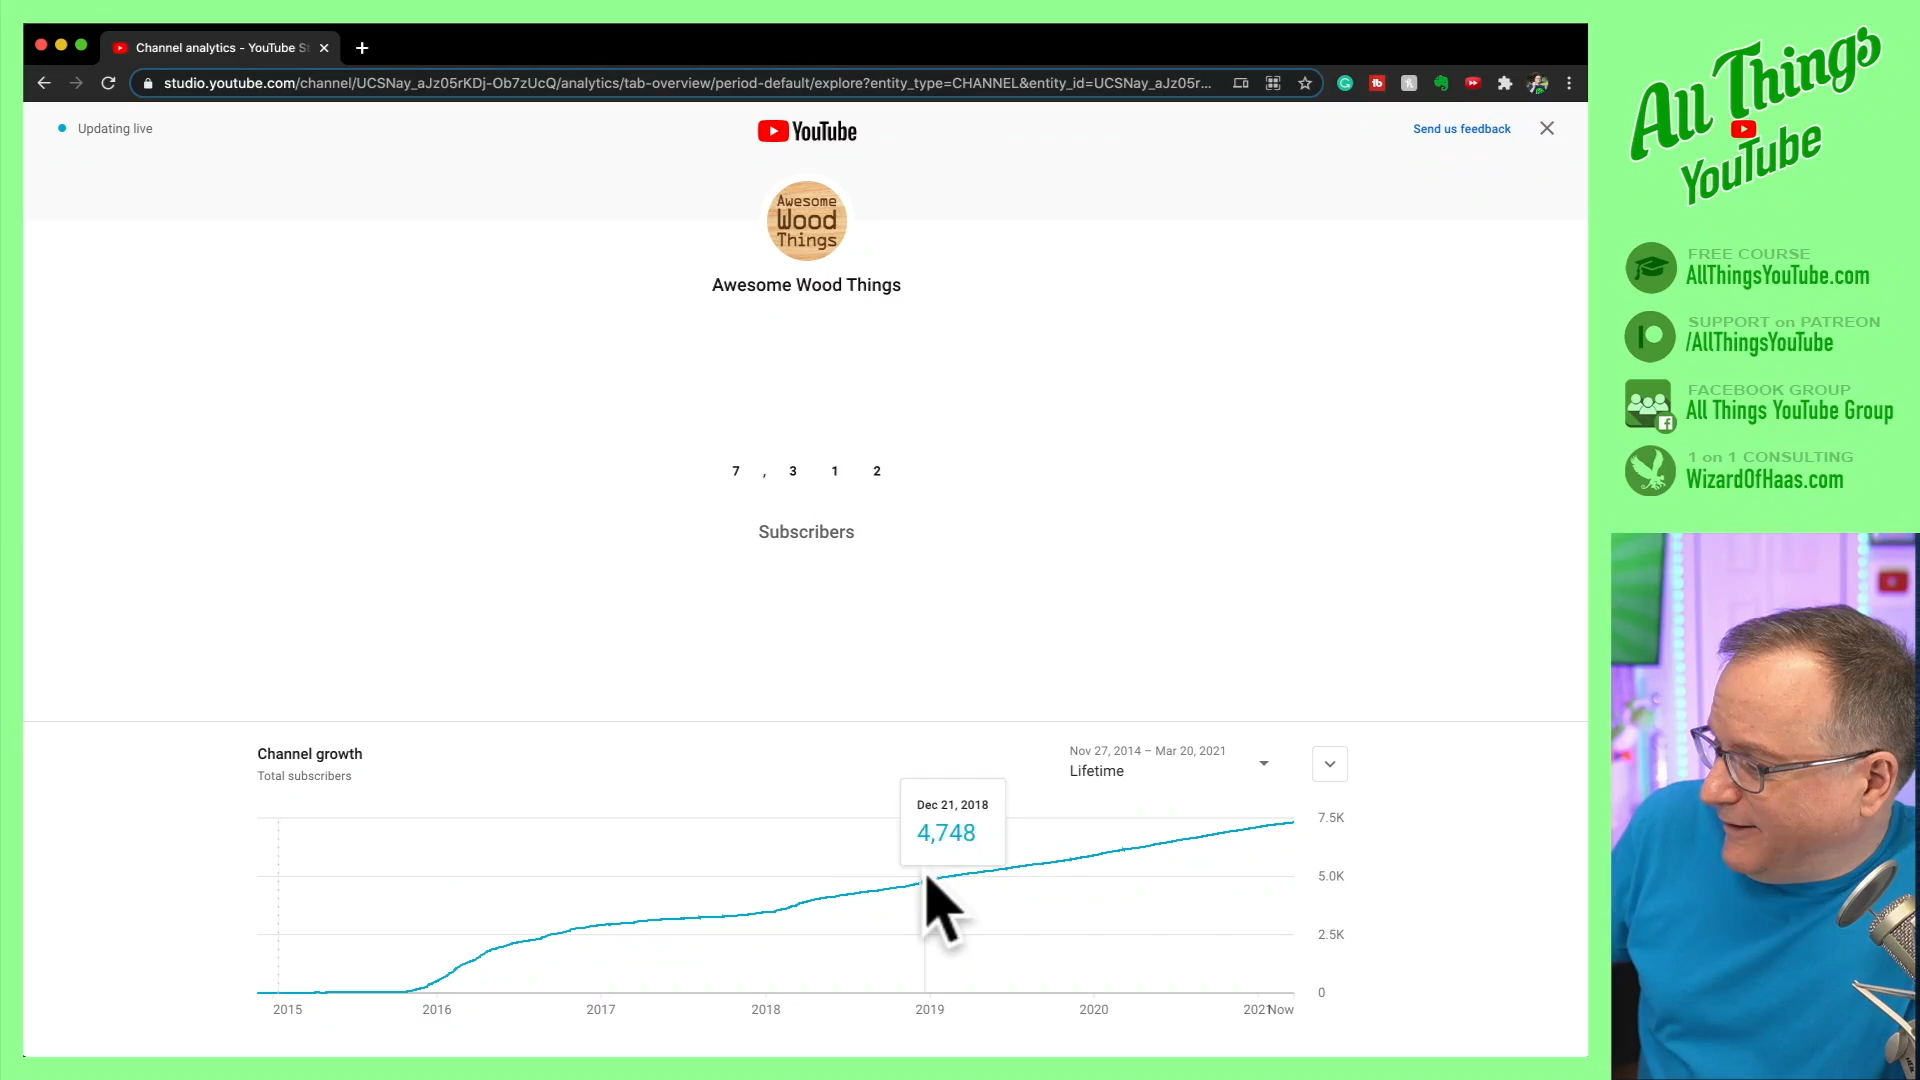 Channel analytics - YouTube S
studio.youtube.com/channel/UCSNay_aJz05rKDj-Ob7zUcQ/analytics/tab-overview/period-default/explore?entity_type=CHANNEL&entity_id=UCSNay_aJz05r...
Updating live
YouTube
Send us feedback
Awesome
Wood
Things
Awesome Wood Things
7,312
Subscribers
Channel growth
Total subscribers
Nov 27, 2014 – Mar 20, 2021
Lifetime
Dec 21, 2018
4,748
7.5K
5.0K
2.5K
0
2015 2016 2017 2018 2019 2020 2021 Now
All Things
YouTube
FREE COURSE
AllThingsYouTube.com
SUPPORT on PATREON
/AllThingsYouTube
FACEBOOK GROUP
All Things YouTube Group
1 on 1 CONSULTING
WizardOfHaas.com